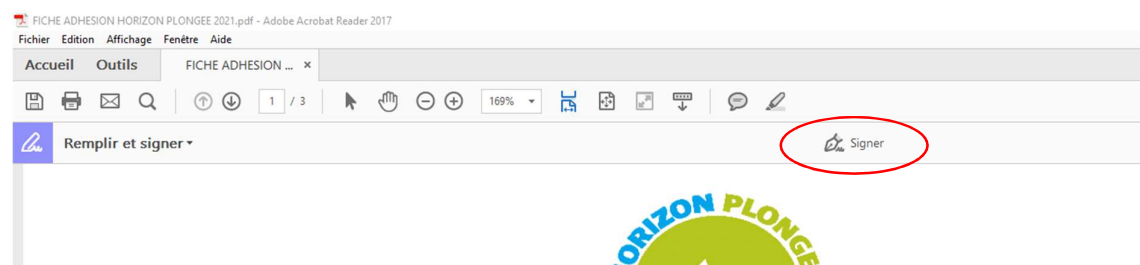 FICHE ADHESION HORIZON PLONGEE 2021.pdf - Adobe Acrobat Reader 2017
Fichier Edition Affichage Fenêtre Aide
Accueil Outils FICHE ADHESION ... ×
1 / 3 169%
Remplir et signer Signer
HORIZON PLONGE